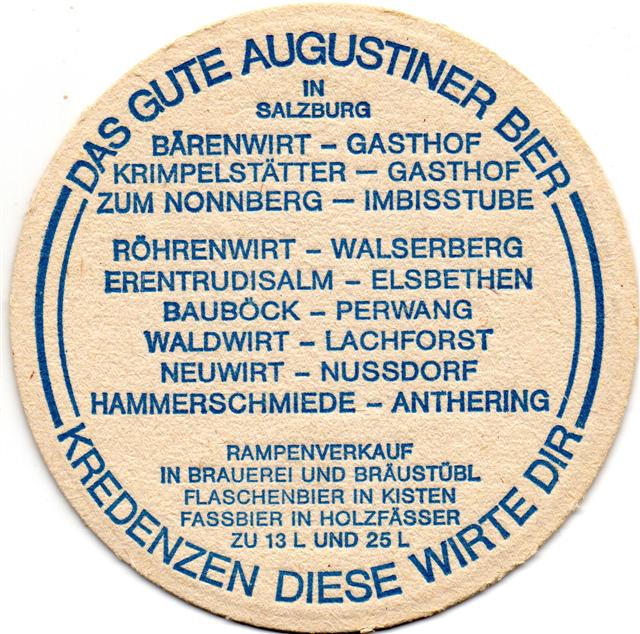 DAS GUTE AUGUSTINER BIER
IN
SALZBURG
BÄRENWIRT – GASTHOF
KRIMPELSTÄTTER – GASTHOF
ZUM NONNBERG – IMBISSTUBE
RÖHRENWIRT – WALSERBERG
ERENTRUDISALM – ELSBETHEN
BAUBÖCK – PERWANG
WALDWIRT – LACHFORST
NEUWIRT – NUSSDORF
HAMMERSCHMIEDE – ANTHERING
RAMPENVERKAUF
IN BRAUEREI UND BRÄUSTÜBL
FLASCHENBIER IN KISTEN
FASSBIER IN HOLZFÄSSER
ZU 13 L UND 25 L
KREDENZEN DIESE WIRTE DIR